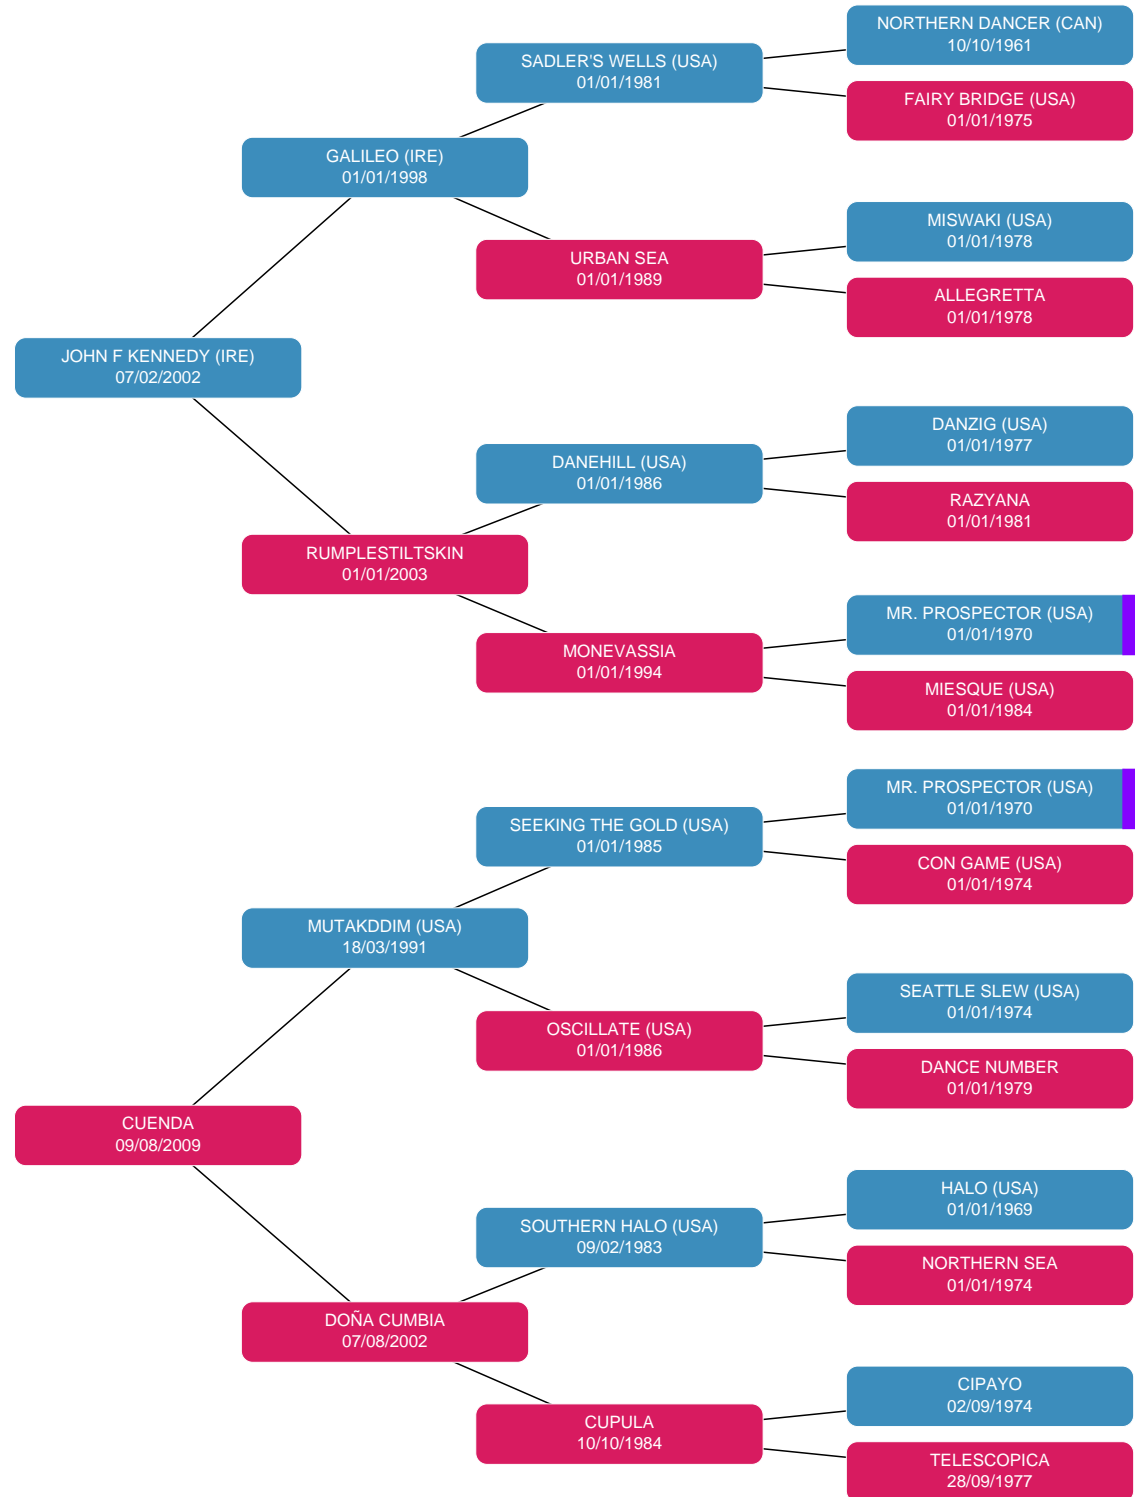 NORTHERN DANCER (CAN)
10/10/1961
SADLER'S WELLS (USA)
01/01/1981
FAIRY BRIDGE (USA)
01/01/1975
GALILEO (IRE)
01/01/1998
MISWAKI (USA)
01/01/1978
URBAN SEA
01/01/1989
ALLEGRETTA
01/01/1978
JOHN F KENNEDY (IRE)
07/02/2002
DANZIG (USA)
01/01/1977
DANEHILL (USA)
01/01/1986
RAZYANA
01/01/1981
RUMPLESTILTSKIN
01/01/2003
MR. PROSPECTOR (USA)
01/01/1970
MONEVASSIA
01/01/1994
MIESQUE (USA)
01/01/1984
MR. PROSPECTOR (USA)
01/01/1970
SEEKING THE GOLD (USA)
01/01/1985
CON GAME (USA)
01/01/1974
MUTAKDDIM (USA)
18/03/1991
SEATTLE SLEW (USA)
01/01/1974
OSCILLATE (USA)
01/01/1986
DANCE NUMBER
01/01/1979
CUENDA
09/08/2009
HALO (USA)
01/01/1969
SOUTHERN HALO (USA)
09/02/1983
NORTHERN SEA
01/01/1974
DOÑA CUMBIA
07/08/2002
CIPAYO
02/09/1974
CUPULA
10/10/1984
TELESCOPICA
28/09/1977